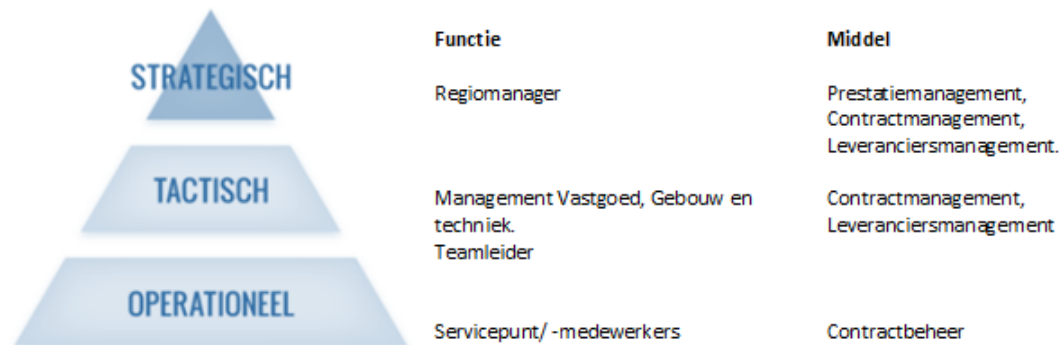 Functie Middel
STRATEGISCH
Regiomanager Prestatiemanagement,
Contractmanagement,
Leveranciersmanagement.
TACTISCH
Management Vastgoed, Gebouw en Contractmanagement,
techniek. Leveranciersmanagement
Teamleider
OPERATIONEEL
Servicepunt/ -medewerkers Contractbeheer